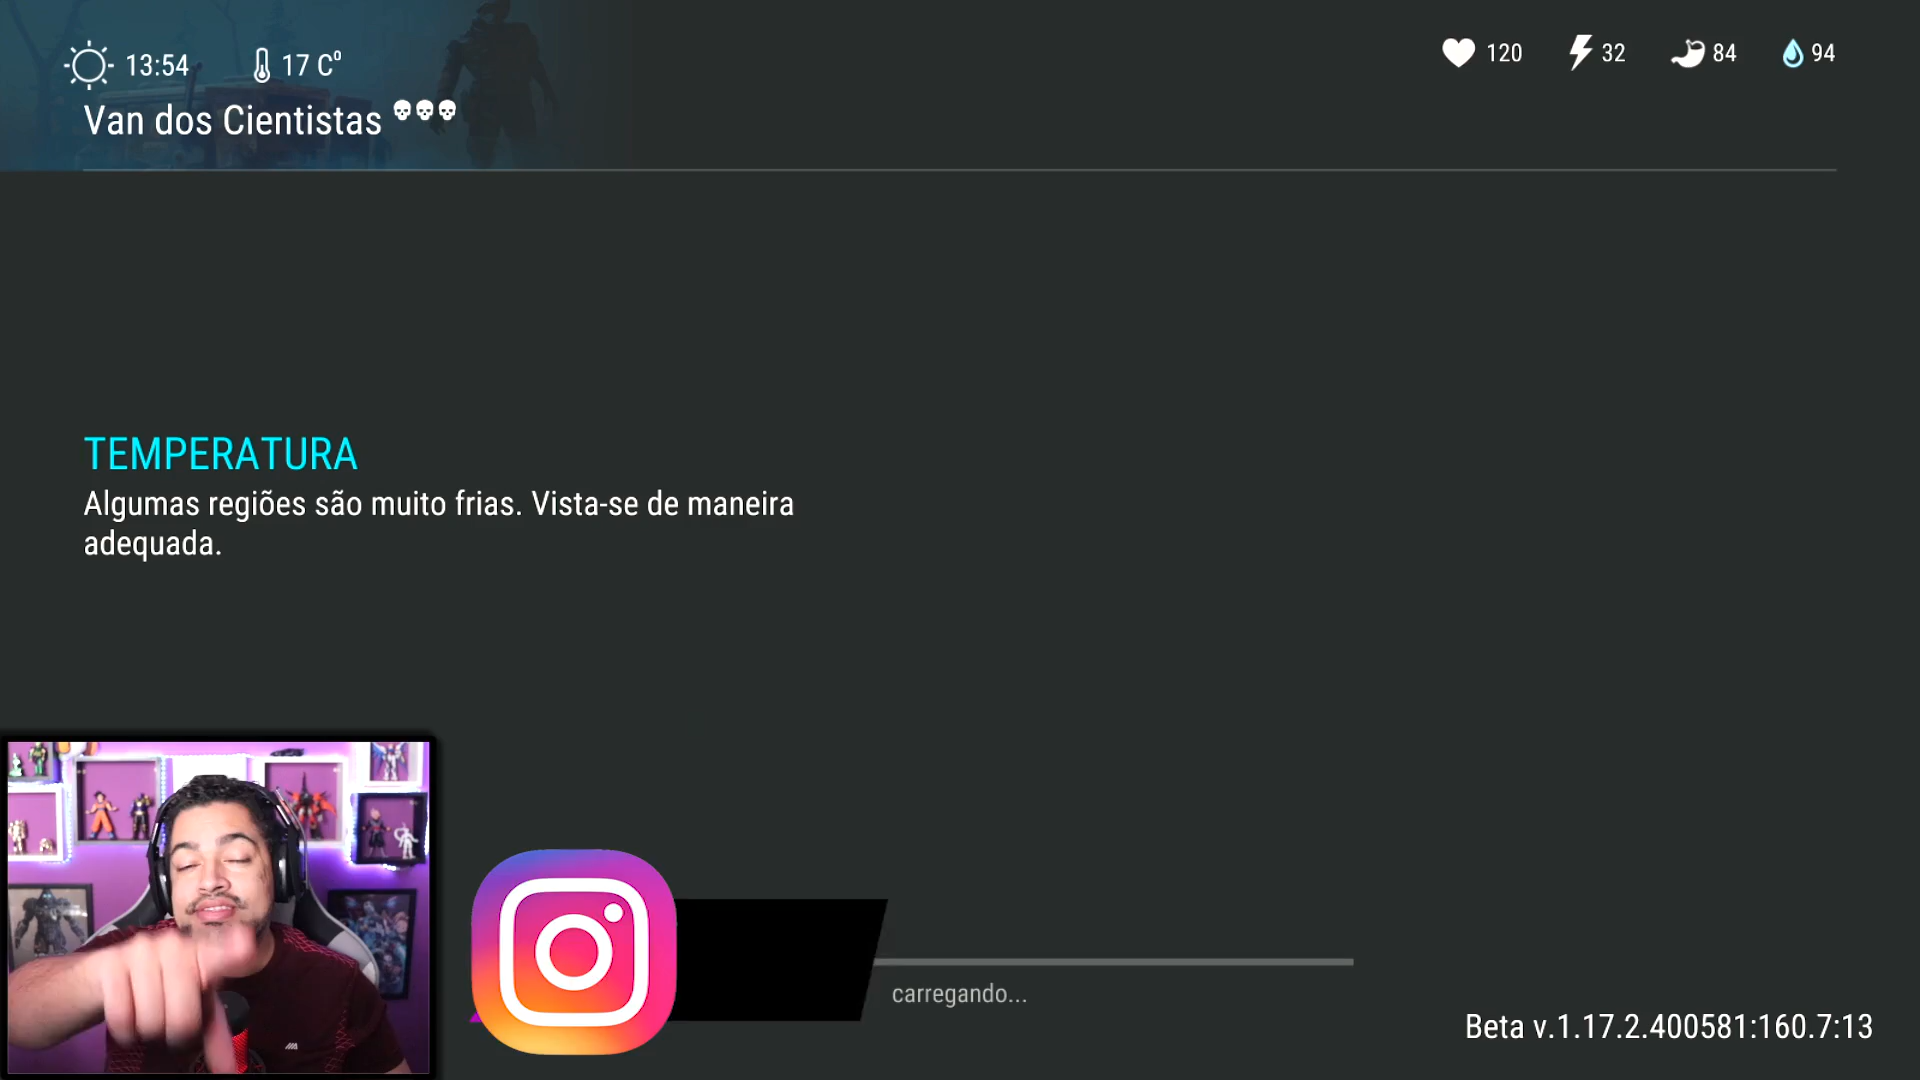 13:54 17 C⁰
120 32 84 94
Van dos Cientistas
TEMPERATURA
Algumas regiões são muito frias. Vista-se de maneira
adequada.
carregando...
Beta v.1.17.2.400581:160.7:13